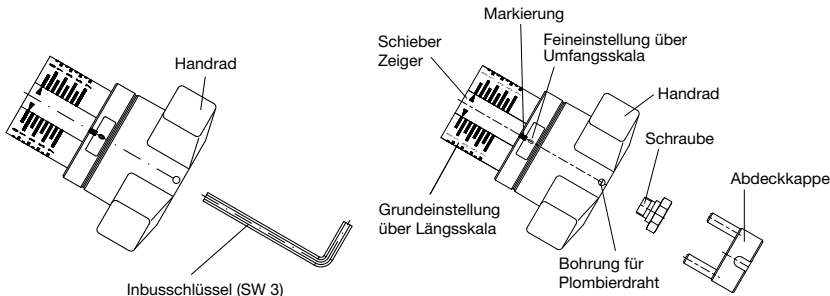 Handrad
Inbusschlüssel (SW 3)
Markierung
Schieber
Zeiger
Feineinstellung über
Umfangsskala
Handrad
Schraube
Abdeckkappe
Grundeinstellung
über Längsskala
Bohrung für
Plombierdraht